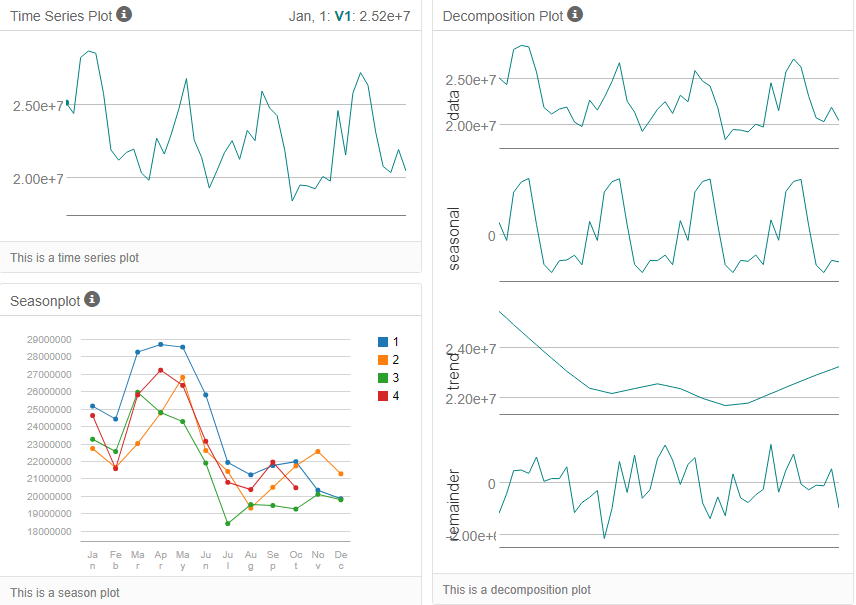 Time Series Plot
Jan, 1: V1: 2.52e+7
2.50e+7
2.00e+7
This is a time series plot
Seasonplot
29000000
28000000
27000000
26000000
25000000
24000000
23000000
22000000
21000000
20000000
19000000
18000000
Ja Fe Ma Ap Ma Ju Ju Au Se Oc No De
n b r r y n l g p t v c
1
2
3
4
This is a season plot
Decomposition Plot
2.50e+7
data
2.00e+7
seasonal
0
2.40e+7
trend
2.20e+7
0
remainder
-2.00e+6
This is a decomposition plot